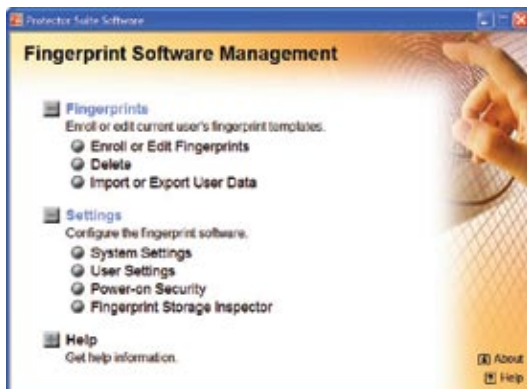 Protector Suite Software
Fingerprint Software Management
Fingerprints
Enroll or edit current user's fingerprint templates.
Enroll or Edit Fingerprints
Delete
Import or Export User Data
Settings
Configure the fingerprint software.
System Settings
User Settings
Power-on Security
Fingerprint Storage Inspector
Help
Get help information.
About
Help